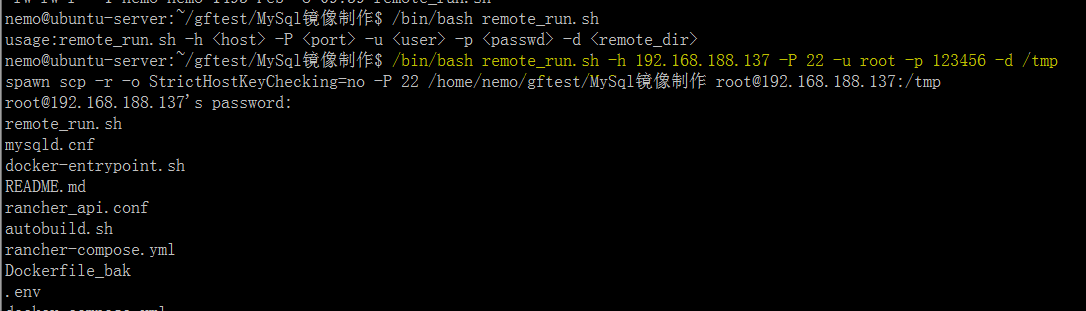 nemo@ubuntu-server:~/gftest/MySql镜像制作$ /bin/bash remote_run.sh
usage:remote_run.sh -h <host> -P <port> -u <user> -p <passwd> -d <remote_dir>
nemo@ubuntu-server:~/gftest/MySql镜像制作$ /bin/bash remote_run.sh -h 192.168.188.137 -P 22 -u root -p 123456 -d /tmp
spawn scp -r -o StrictHostKeyChecking=no -P 22 /home/nemo/gftest/MySql镜像制作 root@192.168.188.137:/tmp
root@192.168.188.137's password:
remote_run.sh
mysqld.cnf
docker-entrypoint.sh
README.md
rancher_api.conf
autobuild.sh
rancher-compose.yml
Dockerfile_bak
.env